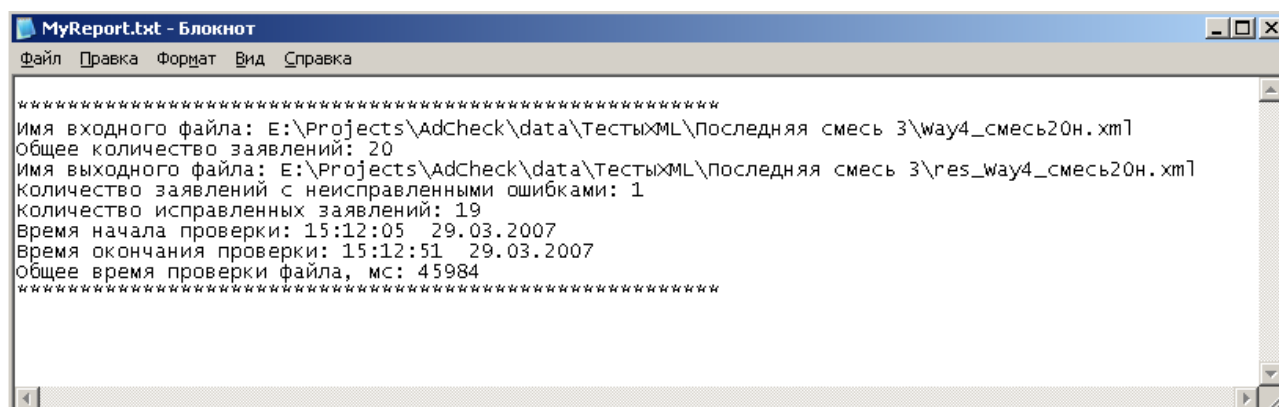 MyReport.txt - Блокнот
Файл Правка Формат Вид Справка
********************************************************
Имя входного файла: E:\Projects\AdCheck\data\ТестыXML\Последняя смесь 3\Way4_смесь20н.xml
Общее количество заявлений: 20
Имя выходного файла: E:\Projects\AdCheck\data\ТестыXML\Последняя смесь 3\res_Way4_смесь20н.xml
Количество заявлений с неисправленными ошибками: 1
Количество исправленных заявлений: 19
Время начала проверки: 15:12:05  29.03.2007
Время окончания проверки: 15:12:51  29.03.2007
Общее время проверки файла, мс: 45984
********************************************************